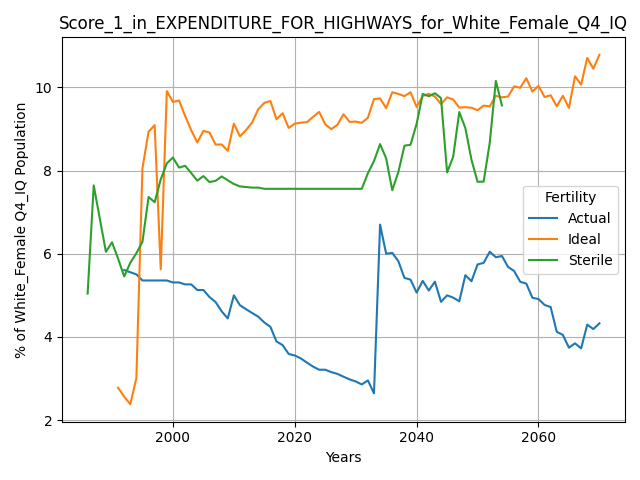 Score_1_in_EXPENDITURE_FOR_HIGHWAYS_for_White_Female_Q4_IQ
% of White_Female Q4_IQ Population
10
8
6
4
2
Fertility
Actual
Ideal
Sterile
2000 2020 2040 2060
Years